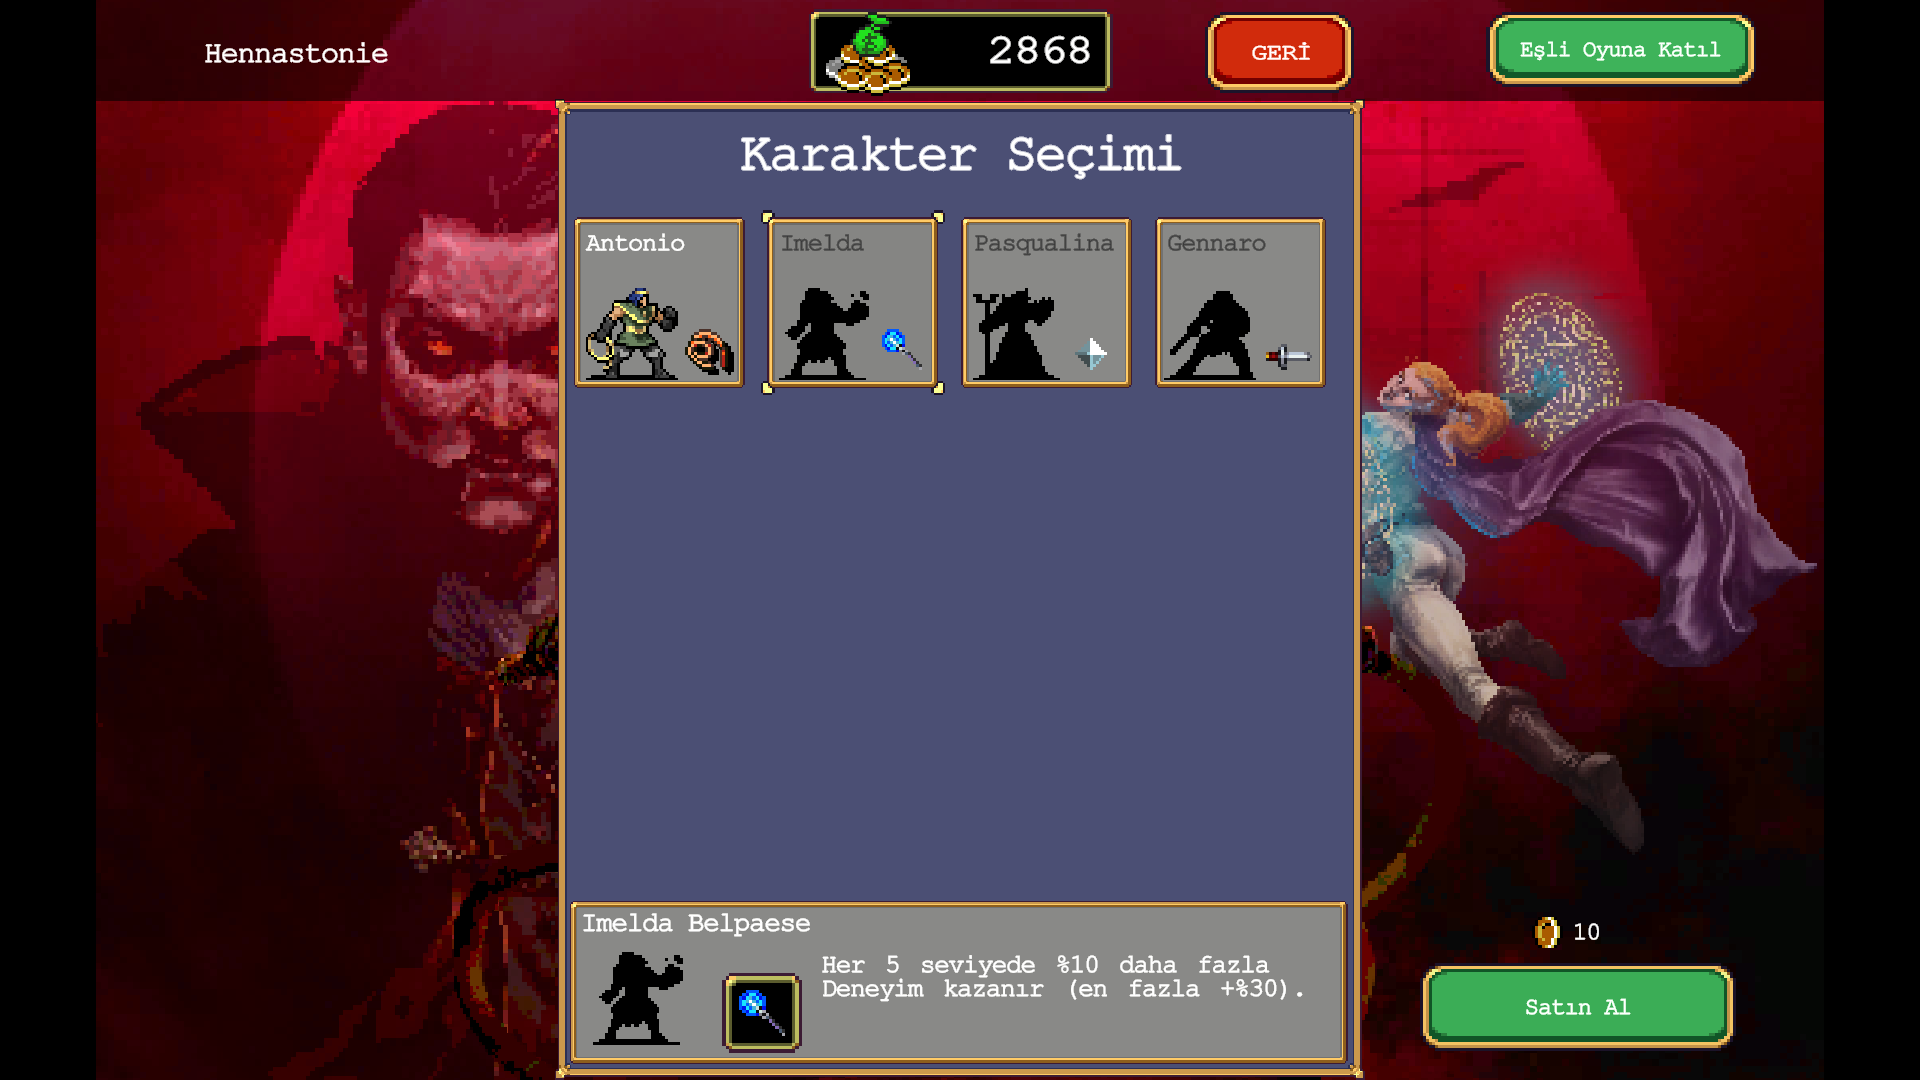 Hennastonie
2868
GERİ
Eşli Oyuna Katıl
Karakter Seçimi
Antonio
Imelda
Pasqualina
Gennaro
Imelda Belpaese
Her 5 seviyede %10 daha fazla
Deneyim kazanır (en fazla +%30).
10
Satın Al